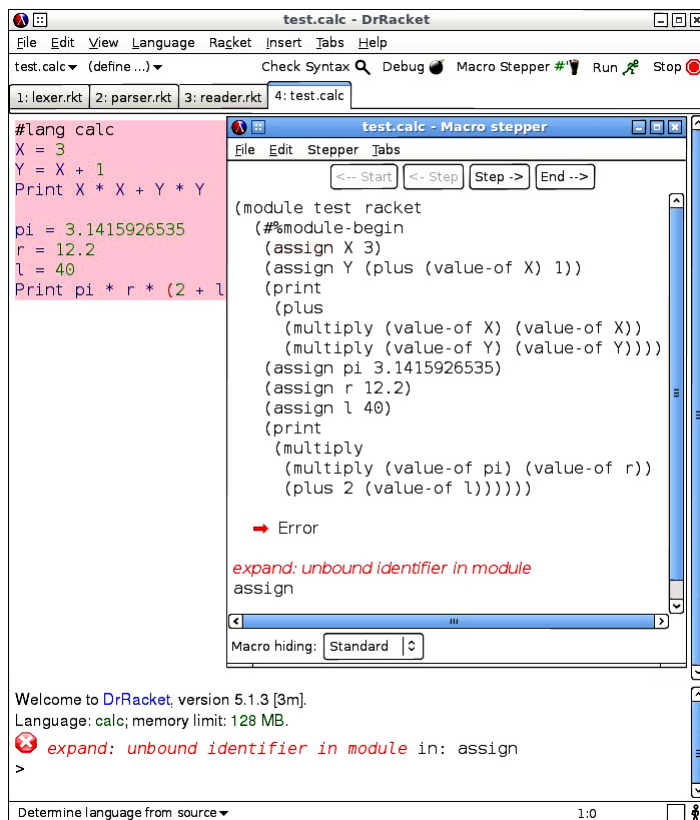 test.calc - DrRacket
File Edit View Language Racket Insert Tabs Help
test.calc (define ...) Check Syntax Debug Macro Stepper #' Run Stop
1: lexer.rkt 2: parser.rkt 3: reader.rkt 4: test.calc
#lang calc
X = 3
Y = X + 1
Print X * X + Y * Y
pi = 3.1415926535
r = 12.2
l = 40
Print pi * r * (2 + l
test.calc - Macro stepper
File Edit Stepper Tabs
<-- Start <- Step Step -> End -->
(module test racket
(#%module-begin
(assign X 3)
(assign Y (plus (value-of X) 1))
(print
(plus
(multiply (value-of X) (value-of X))
(multiply (value-of Y) (value-of Y))))
(assign pi 3.1415926535)
(assign r 12.2)
(assign l 40)
(print
(multiply
(multiply (value-of pi) (value-of r))
(plus 2 (value-of l))))))
Error
expand: unbound identifier in module
assign
Macro hiding: Standard
Welcome to DrRacket, version 5.1.3 [3m].
Language: calc; memory limit: 128 MB.
expand: unbound identifier in module in: assign
>
Determine language from source 1:0